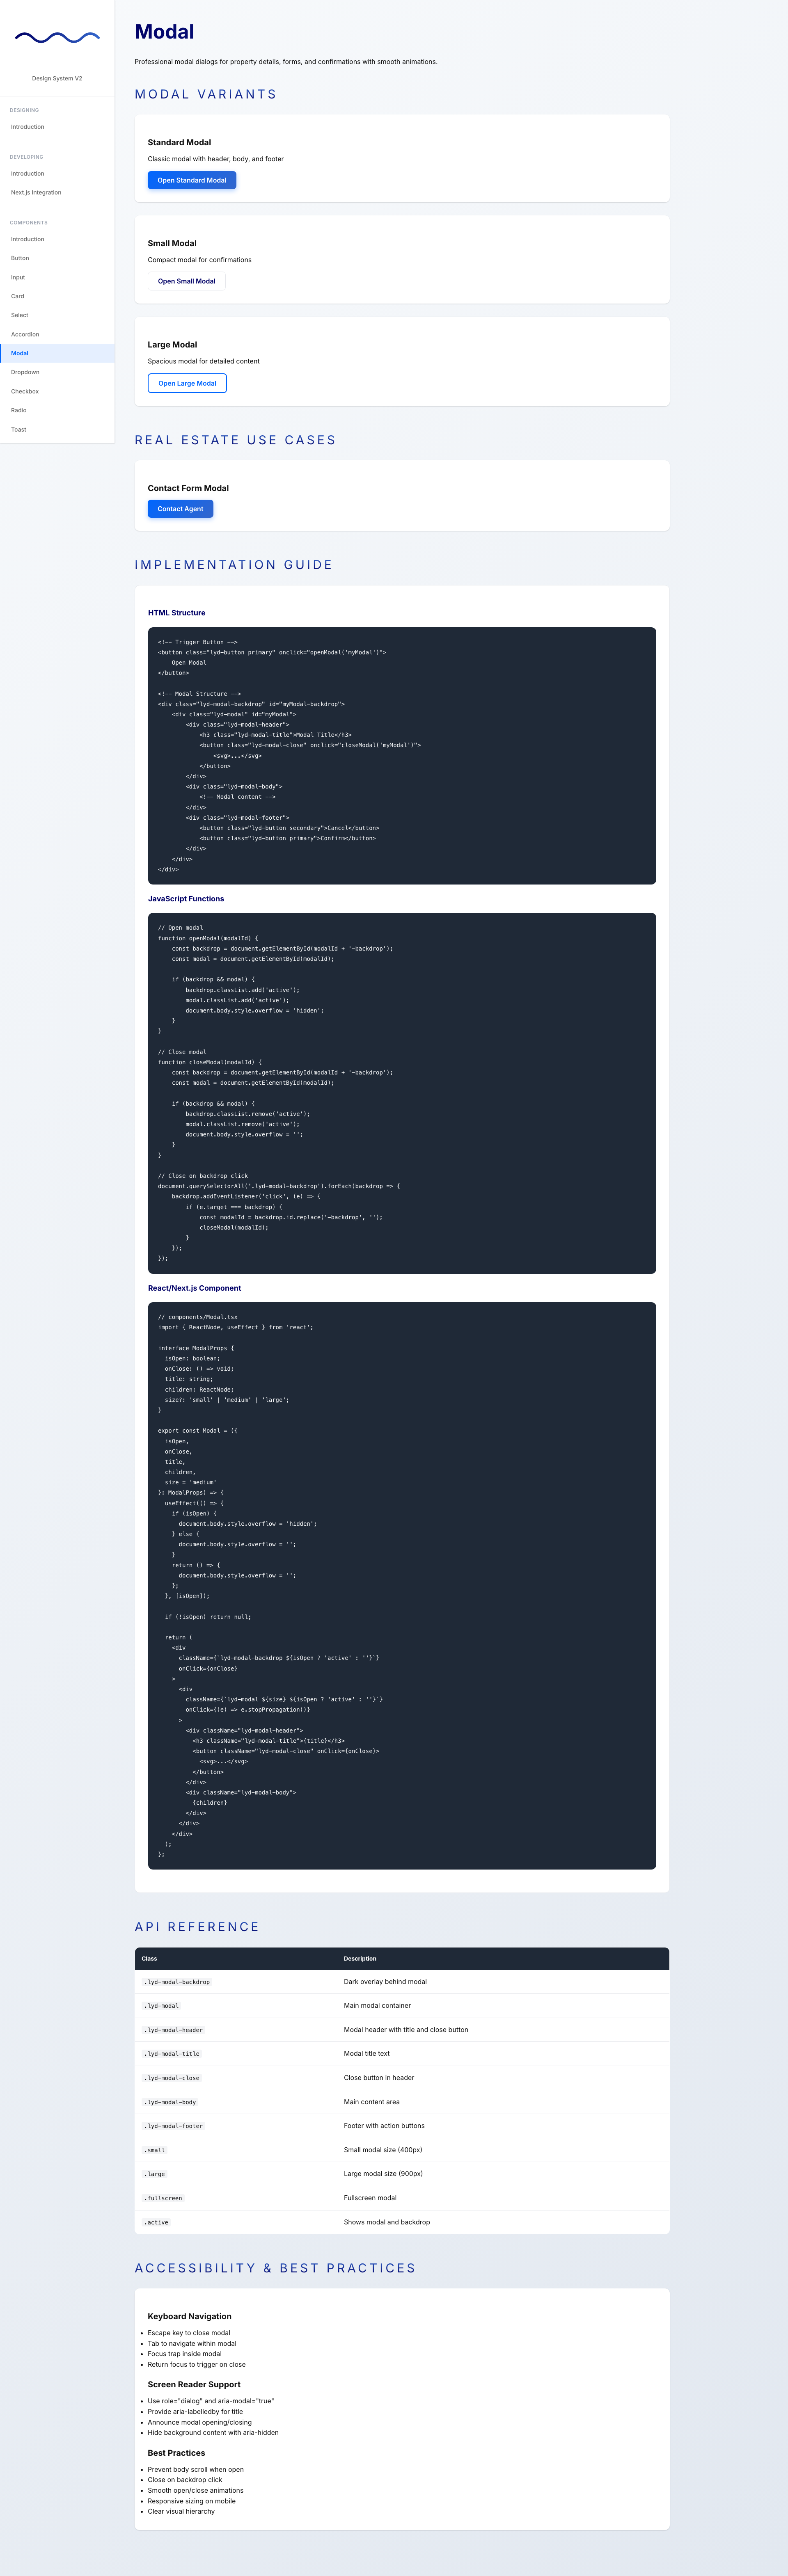 Design System V2
DESIGNING
Introduction
DEVELOPING
Introduction
Next.js Integration
COMPONENTS
Introduction
Button
Input
Card
Select
Accordion
Modal
Dropdown
Checkbox
Radio
Toast
Modal
Professional modal dialogs for property details, forms, and confirmations with smooth animations.
MODAL VARIANTS
Standard Modal
Classic modal with header, body, and footer
Open Standard Modal
Small Modal
Compact modal for confirmations
Open Small Modal
Large Modal
Spacious modal for detailed content
Open Large Modal
REAL ESTATE USE CASES
Contact Form Modal
Contact Agent
IMPLEMENTATION GUIDE
HTML Structure
<!-- Trigger Button -->
<button class="lyd-button primary" onclick="openModal('myModal')">
    Open Modal
</button>

<!-- Modal Structure -->
<div class="lyd-modal-backdrop" id="myModal-backdrop">
    <div class="lyd-modal" id="myModal">
        <div class="lyd-modal-header">
            <h3 class="lyd-modal-title">Modal Title</h3>
            <button class="lyd-modal-close" onclick="closeModal('myModal')">
                <svg>...</svg>
            </button>
        </div>
        <div class="lyd-modal-body">
            <!-- Modal content -->
        </div>
        <div class="lyd-modal-footer">
            <button class="lyd-button secondary">Cancel</button>
            <button class="lyd-button primary">Confirm</button>
        </div>
    </div>
</div>
JavaScript Functions
// Open modal
function openModal(modalId) {
    const backdrop = document.getElementById(modalId + '-backdrop');
    const modal = document.getElementById(modalId);

    if (backdrop && modal) {
        backdrop.classList.add('active');
        modal.classList.add('active');
        document.body.style.overflow = 'hidden';
    }
}

// Close modal
function closeModal(modalId) {
    const backdrop = document.getElementById(modalId + '-backdrop');
    const modal = document.getElementById(modalId);

    if (backdrop && modal) {
        backdrop.classList.remove('active');
        modal.classList.remove('active');
        document.body.style.overflow = '';
    }
}

// Close on backdrop click
document.querySelectorAll('.lyd-modal-backdrop').forEach(backdrop => {
    backdrop.addEventListener('click', (e) => {
        if (e.target === backdrop) {
            const modalId = backdrop.id.replace('-backdrop', '');
            closeModal(modalId);
        }
    });
});
React/Next.js Component
// components/Modal.tsx
import { ReactNode, useEffect } from 'react';

interface ModalProps {
  isOpen: boolean;
  onClose: () => void;
  title: string;
  children: ReactNode;
  size?: 'small' | 'medium' | 'large';
}

export const Modal = ({
  isOpen,
  onClose,
  title,
  children,
  size = 'medium'
}: ModalProps) => {
  useEffect(() => {
    if (isOpen) {
      document.body.style.overflow = 'hidden';
    } else {
      document.body.style.overflow = '';
    }
    return () => {
      document.body.style.overflow = '';
    };
  }, [isOpen]);

  if (!isOpen) return null;

  return (
    <div
      className={`lyd-modal-backdrop ${isOpen ? 'active' : ''}`}
      onClick={onClose}
    >
      <div
        className={`lyd-modal ${size} ${isOpen ? 'active' : ''}`}
        onClick={(e) => e.stopPropagation()}
      >
        <div className="lyd-modal-header">
          <h3 className="lyd-modal-title">{title}</h3>
          <button className="lyd-modal-close" onClick={onClose}>
            <svg>...</svg>
          </button>
        </div>
        <div className="lyd-modal-body">
          {children}
        </div>
      </div>
    </div>
  );
};
API REFERENCE
Class Description
.lyd-modal-backdrop Dark overlay behind modal
.lyd-modal Main modal container
.lyd-modal-header Modal header with title and close button
.lyd-modal-title Modal title text
.lyd-modal-close Close button in header
.lyd-modal-body Main content area
.lyd-modal-footer Footer with action buttons
.small Small modal size (400px)
.large Large modal size (900px)
.fullscreen Fullscreen modal
.active Shows modal and backdrop
ACCESSIBILITY & BEST PRACTICES
Keyboard Navigation
• Escape key to close modal
• Tab to navigate within modal
• Focus trap inside modal
• Return focus to trigger on close
Screen Reader Support
• Use role="dialog" and aria-modal="true"
• Provide aria-labelledby for title
• Announce modal opening/closing
• Hide background content with aria-hidden
Best Practices
• Prevent body scroll when open
• Close on backdrop click
• Smooth open/close animations
• Responsive sizing on mobile
• Clear visual hierarchy